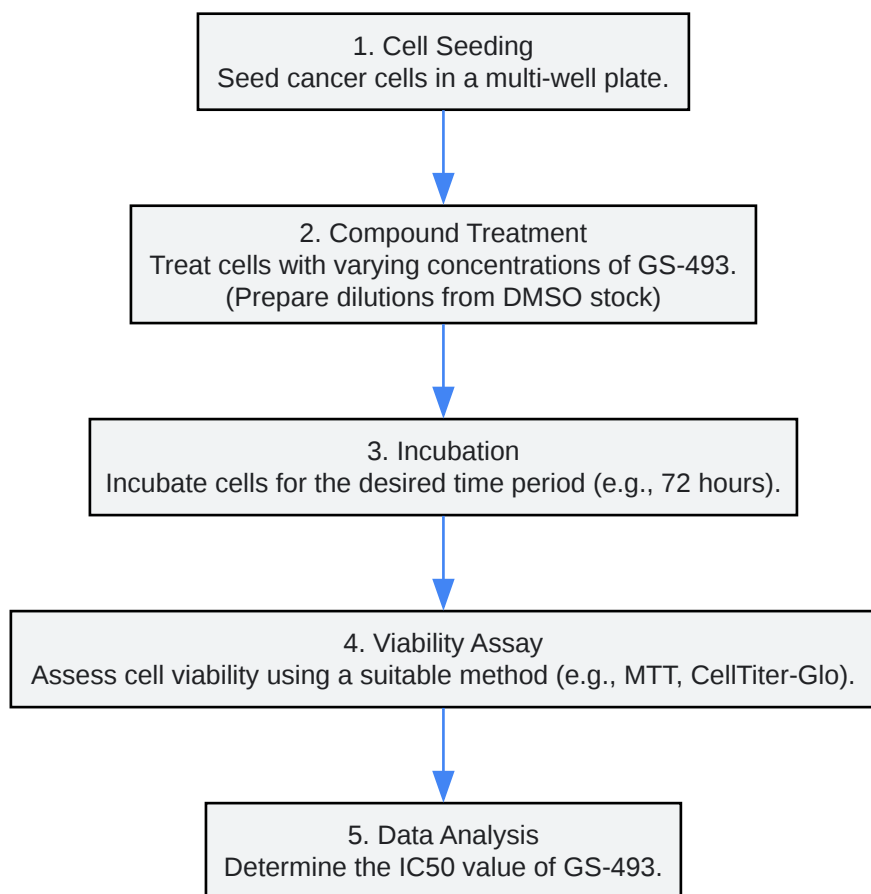 1. Cell Seeding
Seed cancer cells in a multi-well plate.
2. Compound Treatment
Treat cells with varying concentrations of GS-493.
(Prepare dilutions from DMSO stock)
3. Incubation
Incubate cells for the desired time period (e.g., 72 hours).
4. Viability Assay
Assess cell viability using a suitable method (e.g., MTT, CellTiter-Glo).
5. Data Analysis
Determine the IC50 value of GS-493.